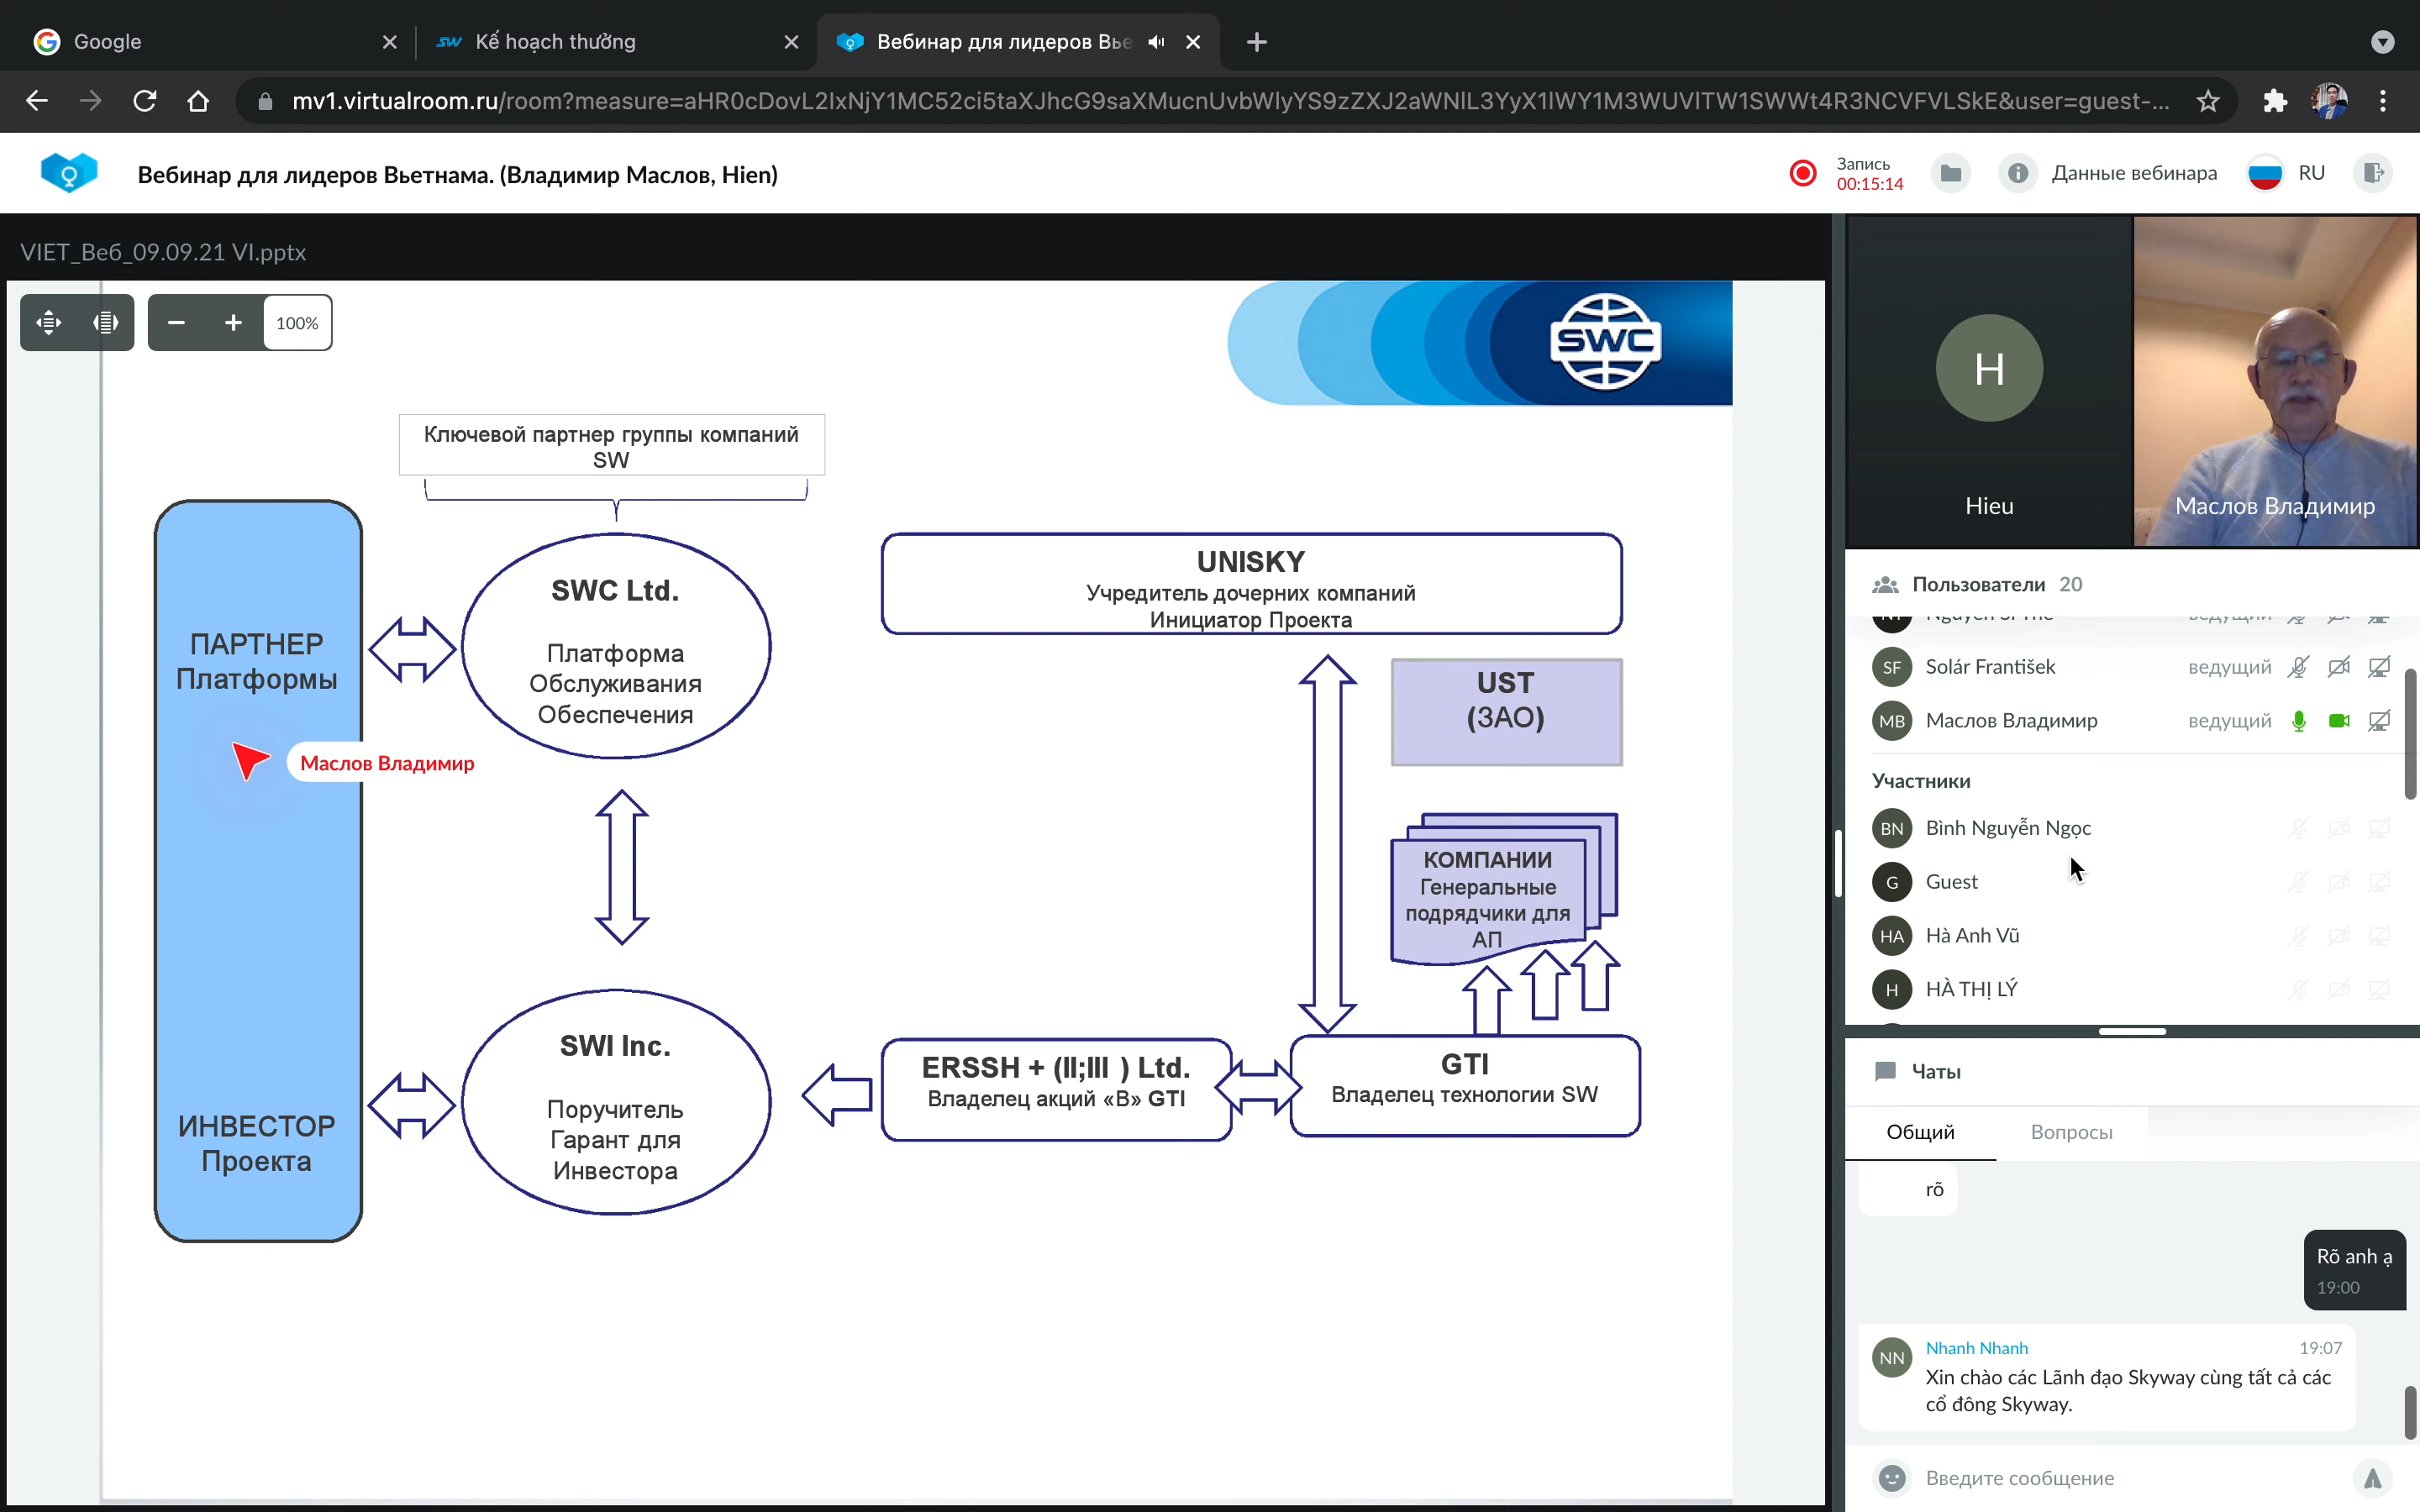 Google
Kế hoạch thưởng
Вебинар для лидеров Вье
mv1.virtualroom.ru/room?measure=aHR0cDovL2IxNjY1MC52ci5taXJhcG9saXMucnUvbWlyYS9zZXJ2aWNlL3YyX1lWY1M3WUVlTW1SWWt4R3NCVFVLSkE&user=guest-...
Вебинар для лидеров Вьетнама. (Владимир Маслов, Hien)
Запись
00:15:14
Данные вебинара
RU
VIET_Веб_09.09.21 VI.pptx
100%
SWC
Ключевой партнер группы компаний
SW
ПАРТНЕР
Платформы
Маслов Владимир
ИНВЕСТОР
Проекта
SWC Ltd.
Платформа
Обслуживания
Обеспечения
SWI Inc.
Поручитель
Гарант для
Инвестора
UNISKY
Учредитель дочерних компаний
Инициатор Проекта
UST
(ЗАО)
КОМПАНИИ
Генеральные
подрядчики для
АП
ERSSH + (II;III ) Ltd.
Владелец акций «В» GTI
GTI
Владелец технологии SW
H
Hieu
Маслов Владимир
Пользователи 20
SF Solár František ведущий
МВ Маслов Владимир ведущий
Участники
BN Bình Nguyễn Ngọc
G Guest
HA Hà Anh Vũ
H HÀ THỊ LÝ
Чаты
Общий
Вопросы
rõ
Rõ anh ạ
19:00
NN Nhanh Nhanh 19:07
Xin chào các Lãnh đạo Skyway cùng tất cả các
cổ đông Skyway.
Введите сообщение